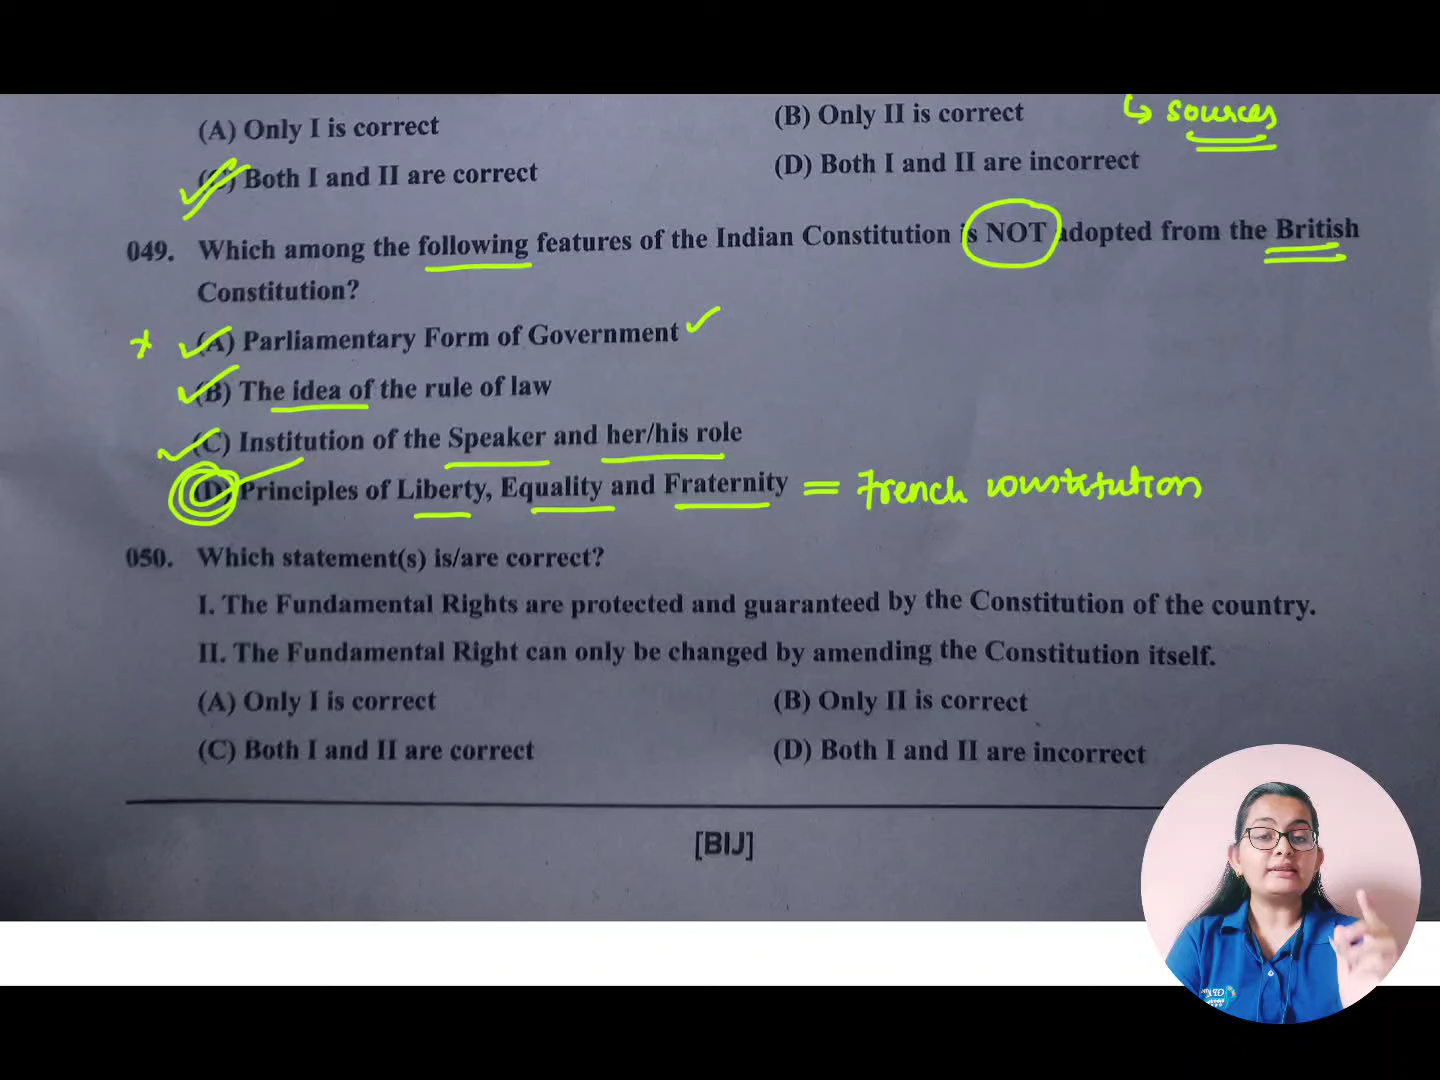 (A) Only I is correct (B) Only II is correct ↳ sources
(C) Both I and II are correct (D) Both I and II are incorrect
049. Which among the following features of the Indian Constitution is NOT adopted from the British
Constitution?
(A) Parliamentary Form of Government
(B) The idea of the rule of law
(C) Institution of the Speaker and her/his role
(D) Principles of Liberty, Equality and Fraternity = French constitution
050. Which statement(s) is/are correct?
I. The Fundamental Rights are protected and guaranteed by the Constitution of the country.
II. The Fundamental Right can only be changed by amending the Constitution itself.
(A) Only I is correct (B) Only II is correct
(C) Both I and II are correct (D) Both I and II are incorrect
[BIJ]